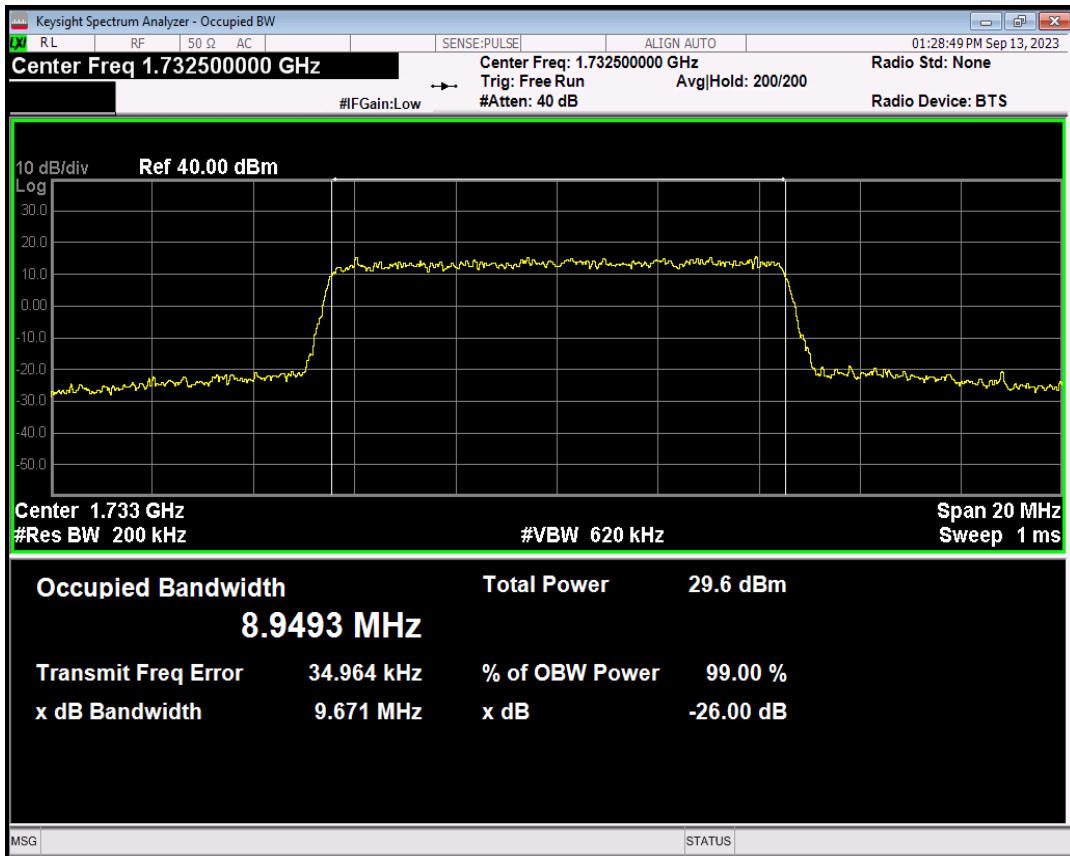 Keysight Spectrum Analyzer - Occupied BW
LXI RL RF 50 Ω AC SENSE:PULSE ALIGN AUTO 01:28:49 PM Sep 13, 2023
Center Freq 1.732500000 GHz Center Freq: 1.732500000 GHz Radio Std: None
Trig: Free Run Avg|Hold: 200/200
#IFGain:Low #Atten: 40 dB Radio Device: BTS
10 dB/div Ref 40.00 dBm
Log
30.0
20.0
10.0
0.00
-10.0
-20.0
-30.0
-40.0
-50.0
Center 1.733 GHz Span 20 MHz
#Res BW 200 kHz #VBW 620 kHz Sweep 1 ms
Occupied Bandwidth Total Power 29.6 dBm
8.9493 MHz
Transmit Freq Error 34.964 kHz % of OBW Power 99.00 %
x dB Bandwidth 9.671 MHz x dB -26.00 dB
MSG STATUS